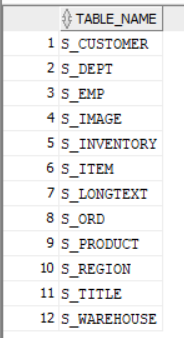 TABLE_NAME
1 S_CUSTOMER
2 S_DEPT
3 S_EMP
4 S_IMAGE
5 S_INVENTORY
6 S_ITEM
7 S_LONGTEXT
8 S_ORD
9 S_PRODUCT
10 S_REGION
11 S_TITLE
12 S_WAREHOUSE